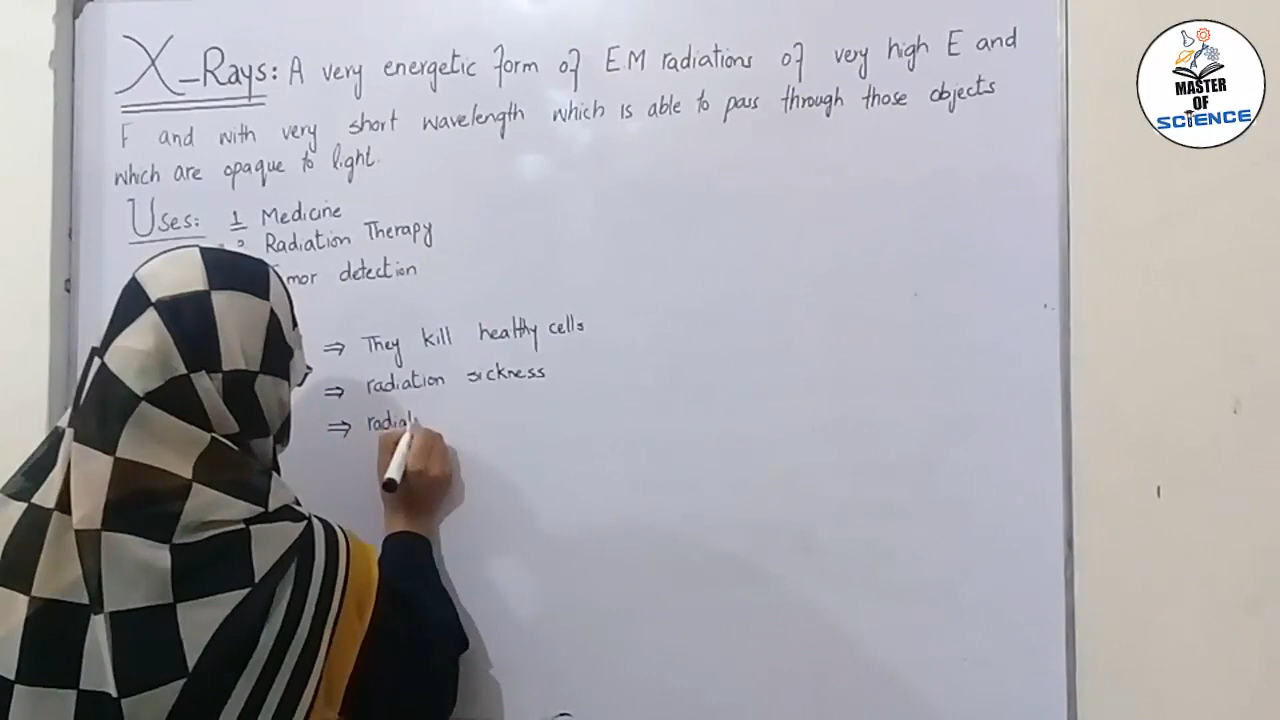 X-Rays: A very energetic form of EM radiations of very high E and
F and with very short wavelength which is able to pass through those objects
which are opaque to light.
Uses: 1 Medicine
Radiation Therapy
mor detection
⇒ They kill healthy cells
⇒ radiation sickness
⇒ radiat
MASTER
OF
SCIENCE